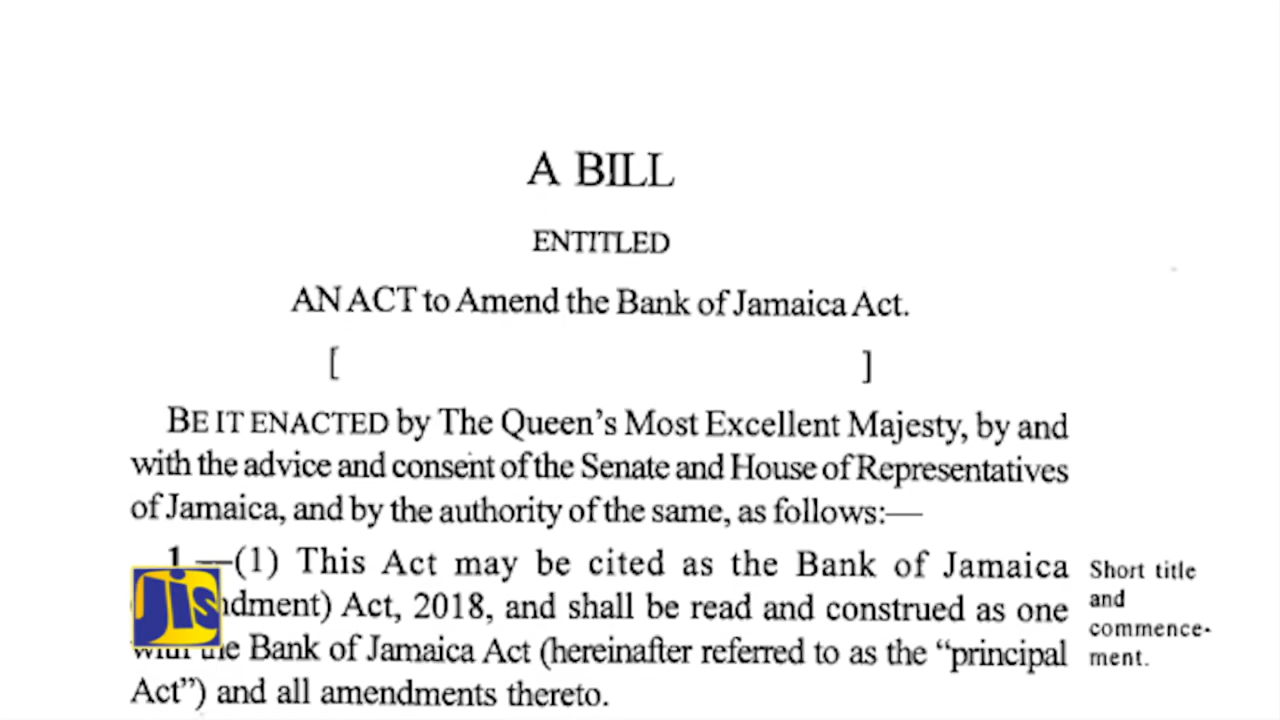 A BILL
ENTITLED
AN ACT to Amend the Bank of Jamaica Act.
[ ]
BE IT ENACTED by The Queen's Most Excellent Majesty, by and
with the advice and consent of the Senate and House of Representatives
of Jamaica, and by the authority of the same, as follows:—
1.—(1) This Act may be cited as the Bank of Jamaica
ndment) Act, 2018, and shall be read and construed as one
with the Bank of Jamaica Act (hereinafter referred to as the “principal
Act”) and all amendments thereto.
Short title
and
commence-
ment.
jis